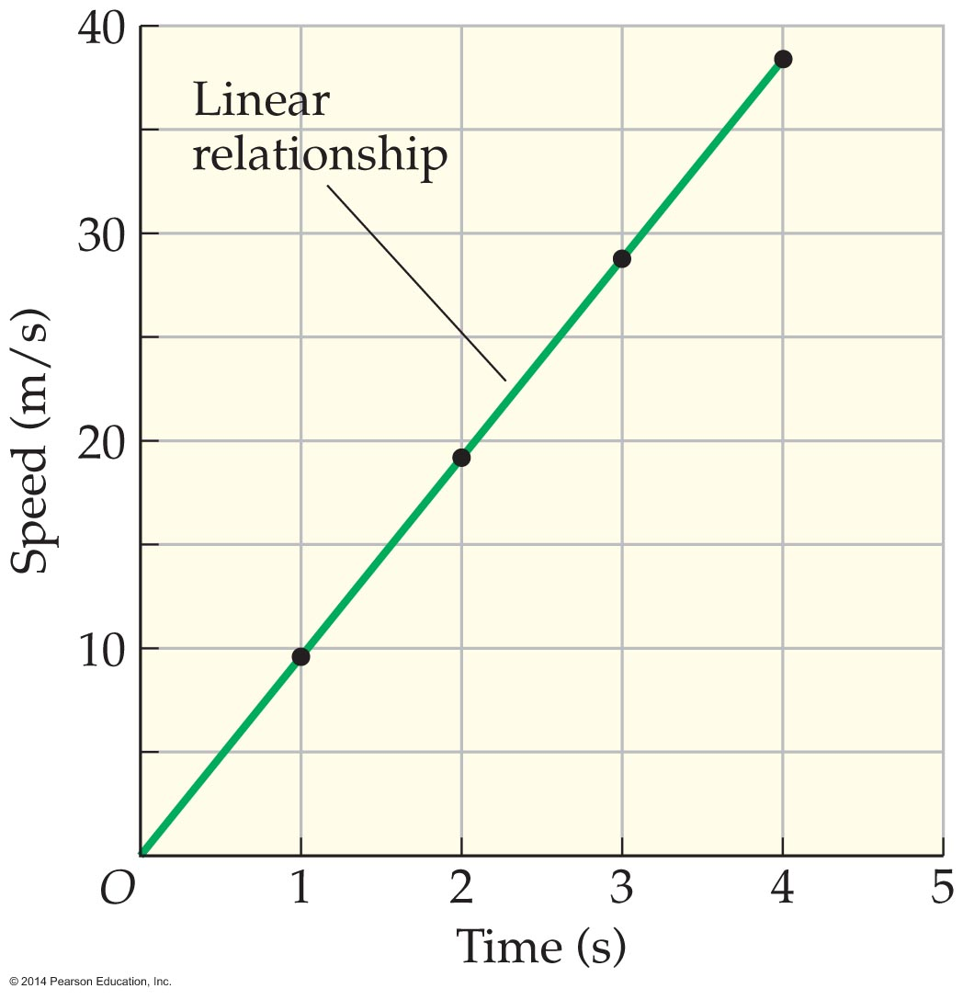 40
Linear
relationship
30
Speed (m/s)
20
10
O 1 2 3 4 5
Time (s)
© 2014 Pearson Education, Inc.